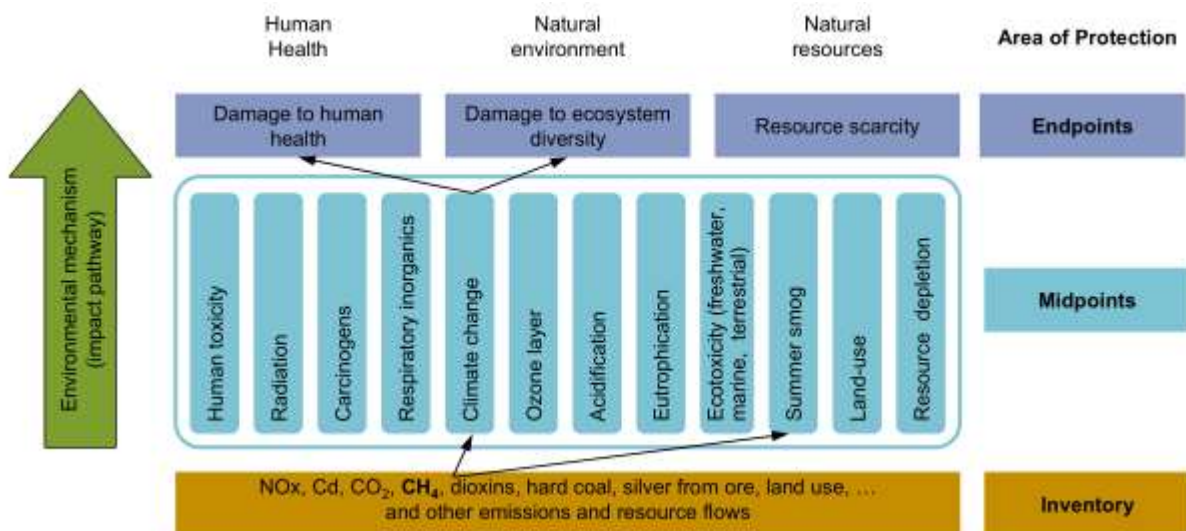 Human
Health
Natural
environment
Natural
resources
Area of Protection
Damage to human
health
Damage to ecosystem
diversity
Resource scarcity
Endpoints
Environmental mechanism
(impact pathway)
Human toxicity
Radiation
Carcinogens
Respiratory inorganics
Climate change
Ozone layer
Acidification
Eutrophication
Ecotoxicity (freshwater,
marine, terrestrial)
Summer smog
Land-use
Resource depletion
Midpoints
NOx, Cd, CO₂, CH₄, dioxins, hard coal, silver from ore, land use, …
and other emissions and resource flows
Inventory